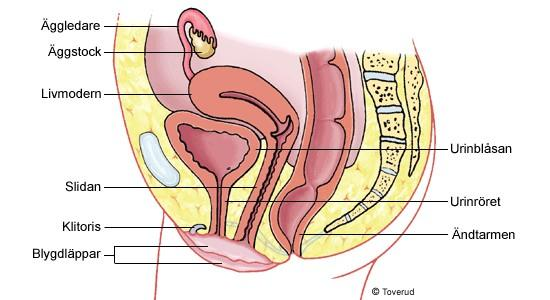 Äggledare
Äggstock
Livmodern
Slidan
Klitoris
Blygdläppar
Urinblåsan
Urinröret
Ändtarmen
© Toverud